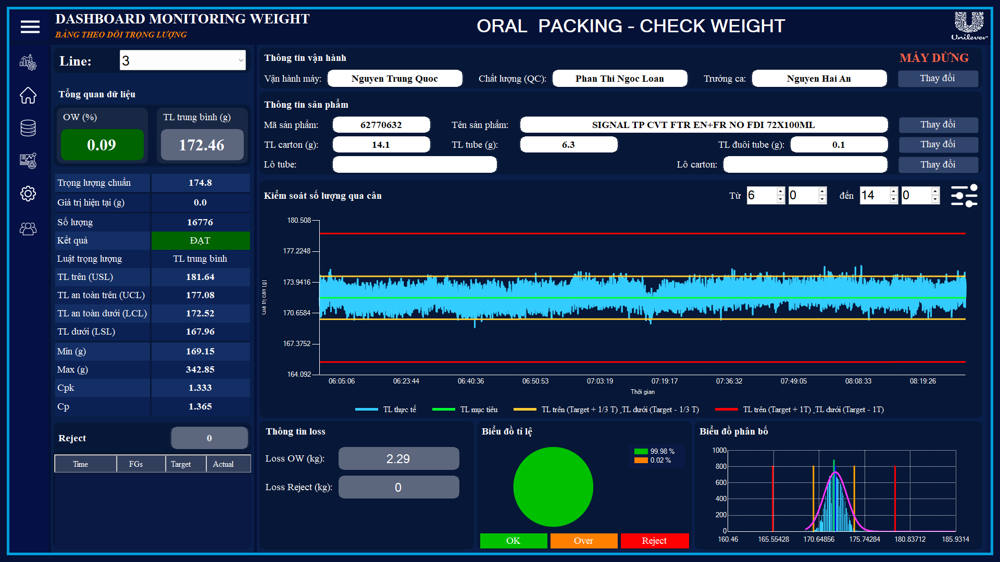 DASHBOARD MONITORING WEIGHT
BẢNG THEO DÕI TRỌNG LƯỢNG
ORAL PACKING - CHECK WEIGHT
Unilever
Line: 3
Tổng quan dữ liệu
OW (%) TL trung bình (g)
0.09 172.46
Trọng lượng chuẩn 174.8
Giá trị hiện tại (g) 0.0
Số lượng 16776
Kết quả ĐẠT
Luật trọng lượng TL trung bình
TL trên (USL) 181.64
TL an toàn trên (UCL) 177.08
TL an toàn dưới (LCL) 172.52
TL dưới (LSL) 167.96
Min (g) 169.15
Max (g) 342.85
Cpk 1.333
Cp 1.365
Reject 0
Time FGs Target Actual
Thông tin vận hành MÁY DỪNG
Vận hành máy: Nguyen Trung Quoc Chất lượng (QC): Phan Thi Ngoc Loan Trưởng ca: Nguyen Hai An Thay đổi
Thông tin sản phẩm
Mã sản phẩm: 62770632 Tên sản phẩm: SIGNAL TP CVT FTR EN+FR NO FDI 72X100ML Thay đổi
TL carton (g): 14.1 TL tube (g): 6.3 TL đuôi tube (g): 0.1 Thay đổi
Lô tube: Lô carton: Thay đổi
Kiểm soát số lượng qua cân Từ 6 0 đến 14 0
180.508
177.2248
173.9416
170.6584
167.3752
164.092
Giá trị cân (g)
06:05:06 06:23:44 06:40:36 06:50:53 07:03:19 07:19:17 07:36:32 07:49:05 08:08:33 08:19:26
Thời gian
TL thực tế TL mục tiêu TL trên (Target + 1/3 T) _TL dưới (Target - 1/3 T) TL trên (Target + 1T) _TL dưới (Target - 1T)
Thông tin loss
Loss OW (kg): 2.29
Loss Reject (kg): 0
Biểu đồ tỉ lệ
99.98 %
0.02 %
OK Over Reject
Biểu đồ phân bố
1000
800
600
400
200
0
160.46 165.55428 170.64856 175.74284 180.83712 185.9314